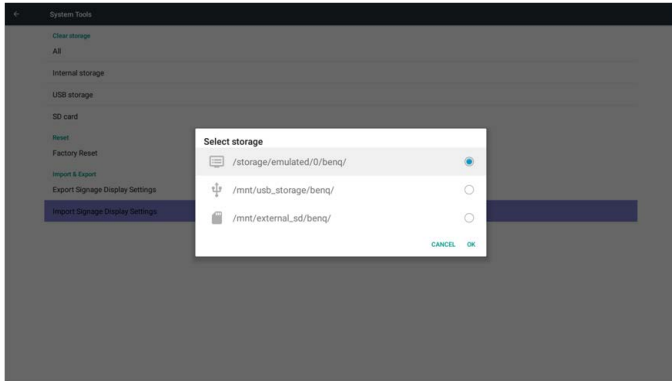 System Tools
Clear storage
All
Internal storage
USB storage
SD card
Reset
Factory Reset
Import & Export
Export Signage Display Settings
Import Signage Display Settings
Select storage
/storage/emulated/0/benq/
/mnt/usb_storage/benq/
/mnt/external_sd/benq/
CANCEL OK